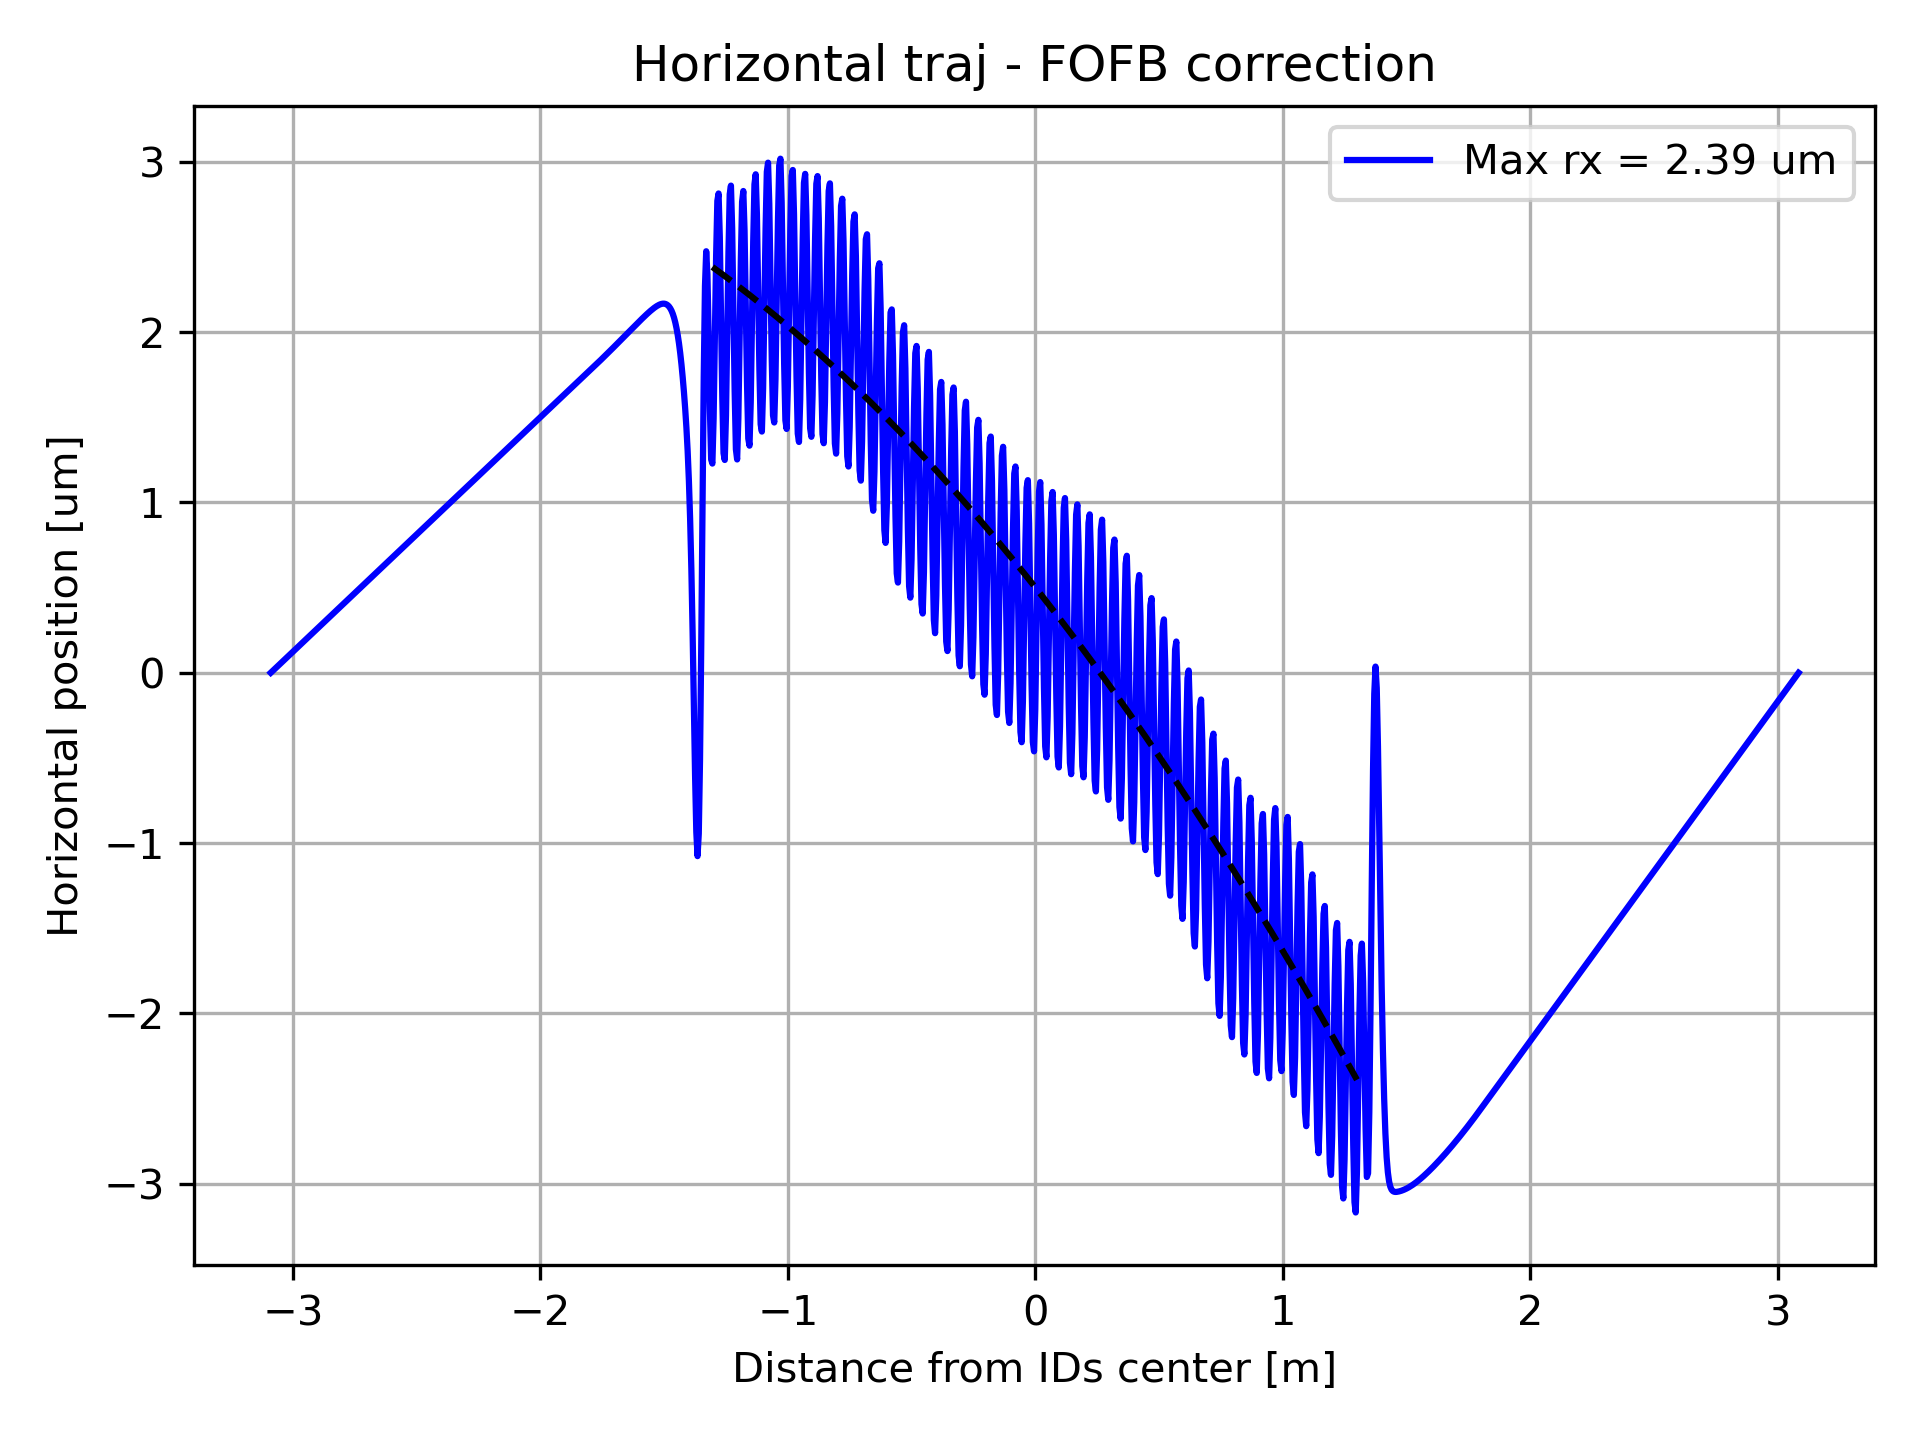 Horizontal traj - FOFB correction
Max rx = 2.39 um
Horizontal position [um]
3
2
1
0
−1
−2
−3
−3 −2 −1 0 1 2 3
Distance from IDs center [m]